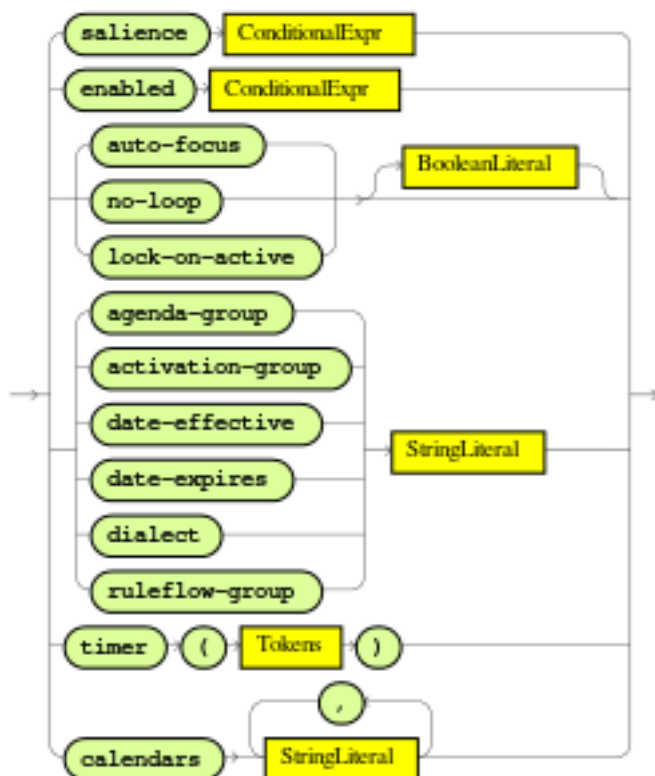 salience ConditionalExpr
enabled ConditionalExpr
auto-focus
BooleanLiteral
no-loop
lock-on-active
agenda-group
activation-group
date-effective
StringLiteral
date-expires
dialect
ruleflow-group
timer ( Tokens )
,
calendars StringLiteral